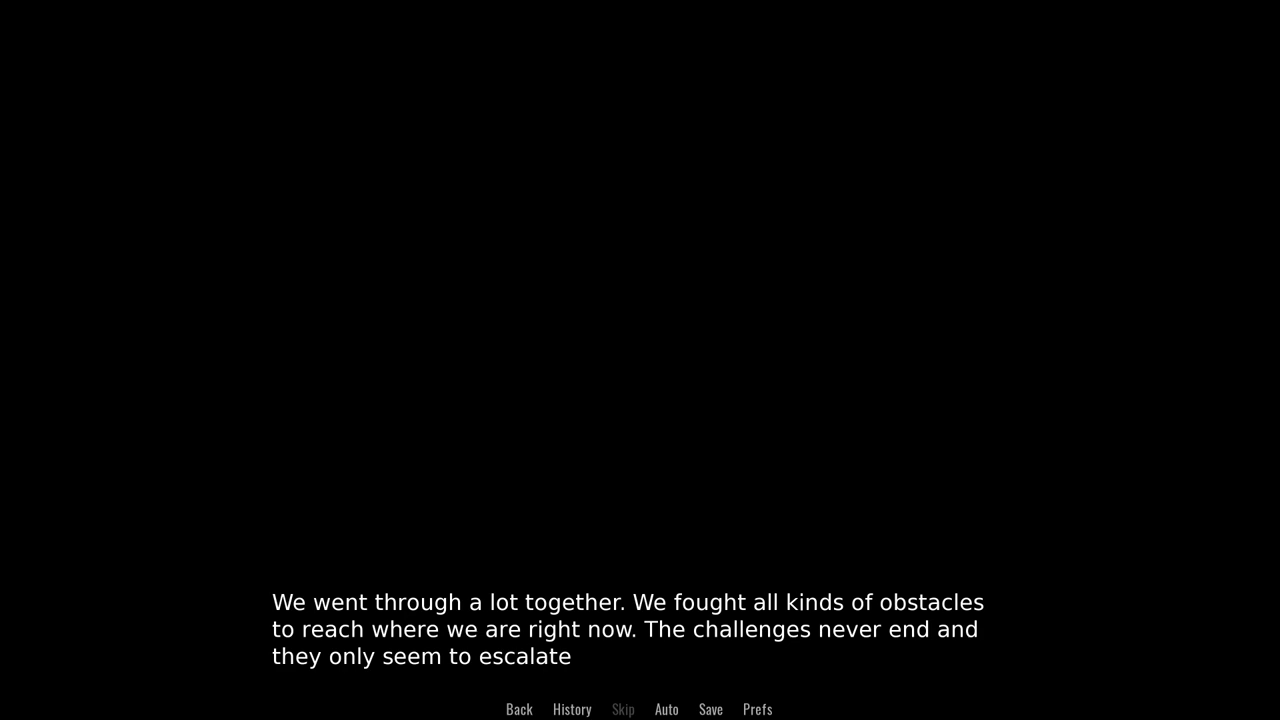 We went through a lot together. We fought all kinds of obstacles
to reach where we are right now. The challenges never end and
they only seem to escalate
Back History Skip Auto Save Prefs